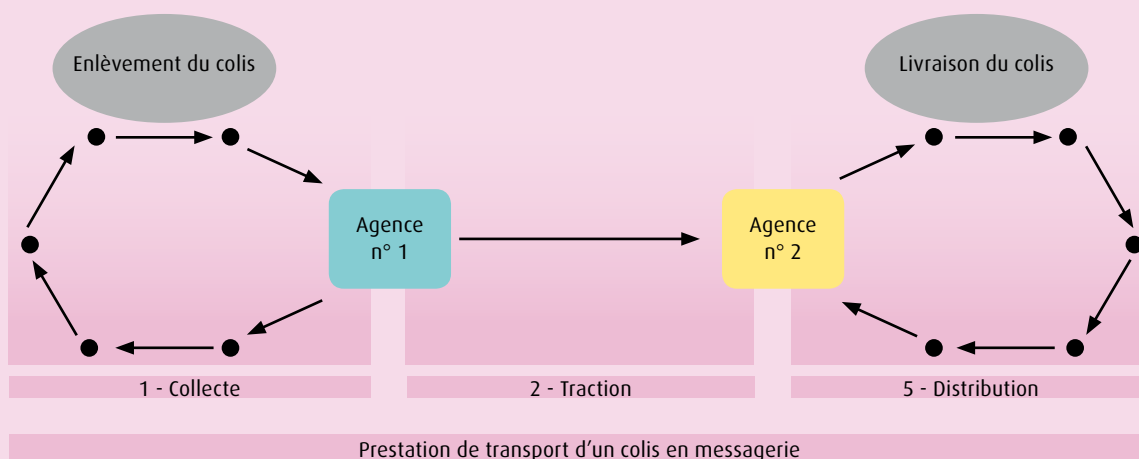 Enlèvement du colis
Livraison du colis
Agence
n° 1
Agence
n° 2
1 - Collecte
2 - Traction
5 - Distribution
Prestation de transport d'un colis en messagerie